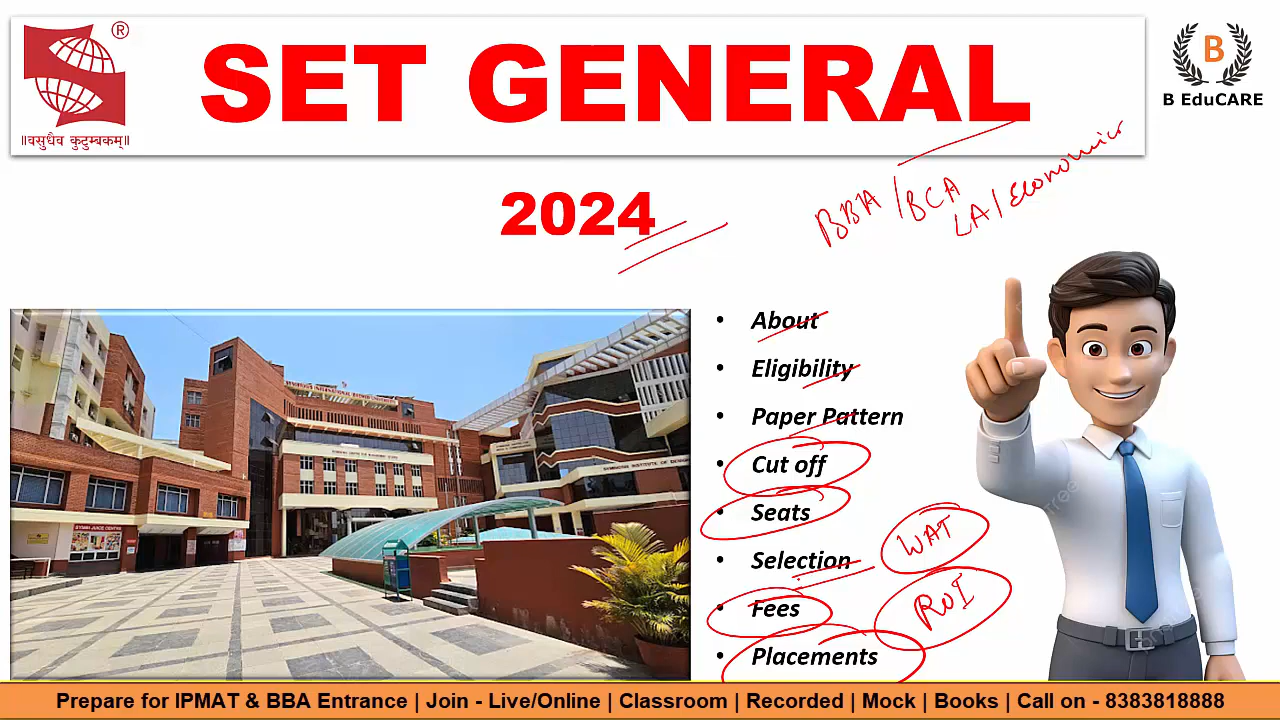 ®
SET GENERAL
॥वसुधैव कुटुम्बकम्॥
B
B EduCARE
2024
BBA / BCA
LA / Economics
• About
• Eligibility
• Paper Pattern
• Cut off
• Seats
• Selection
WAT
• Fees
ROI
• Placements
Prepare for IPMAT & BBA Entrance | Join - Live/Online | Classroom | Recorded | Mock | Books | Call on - 8383818888